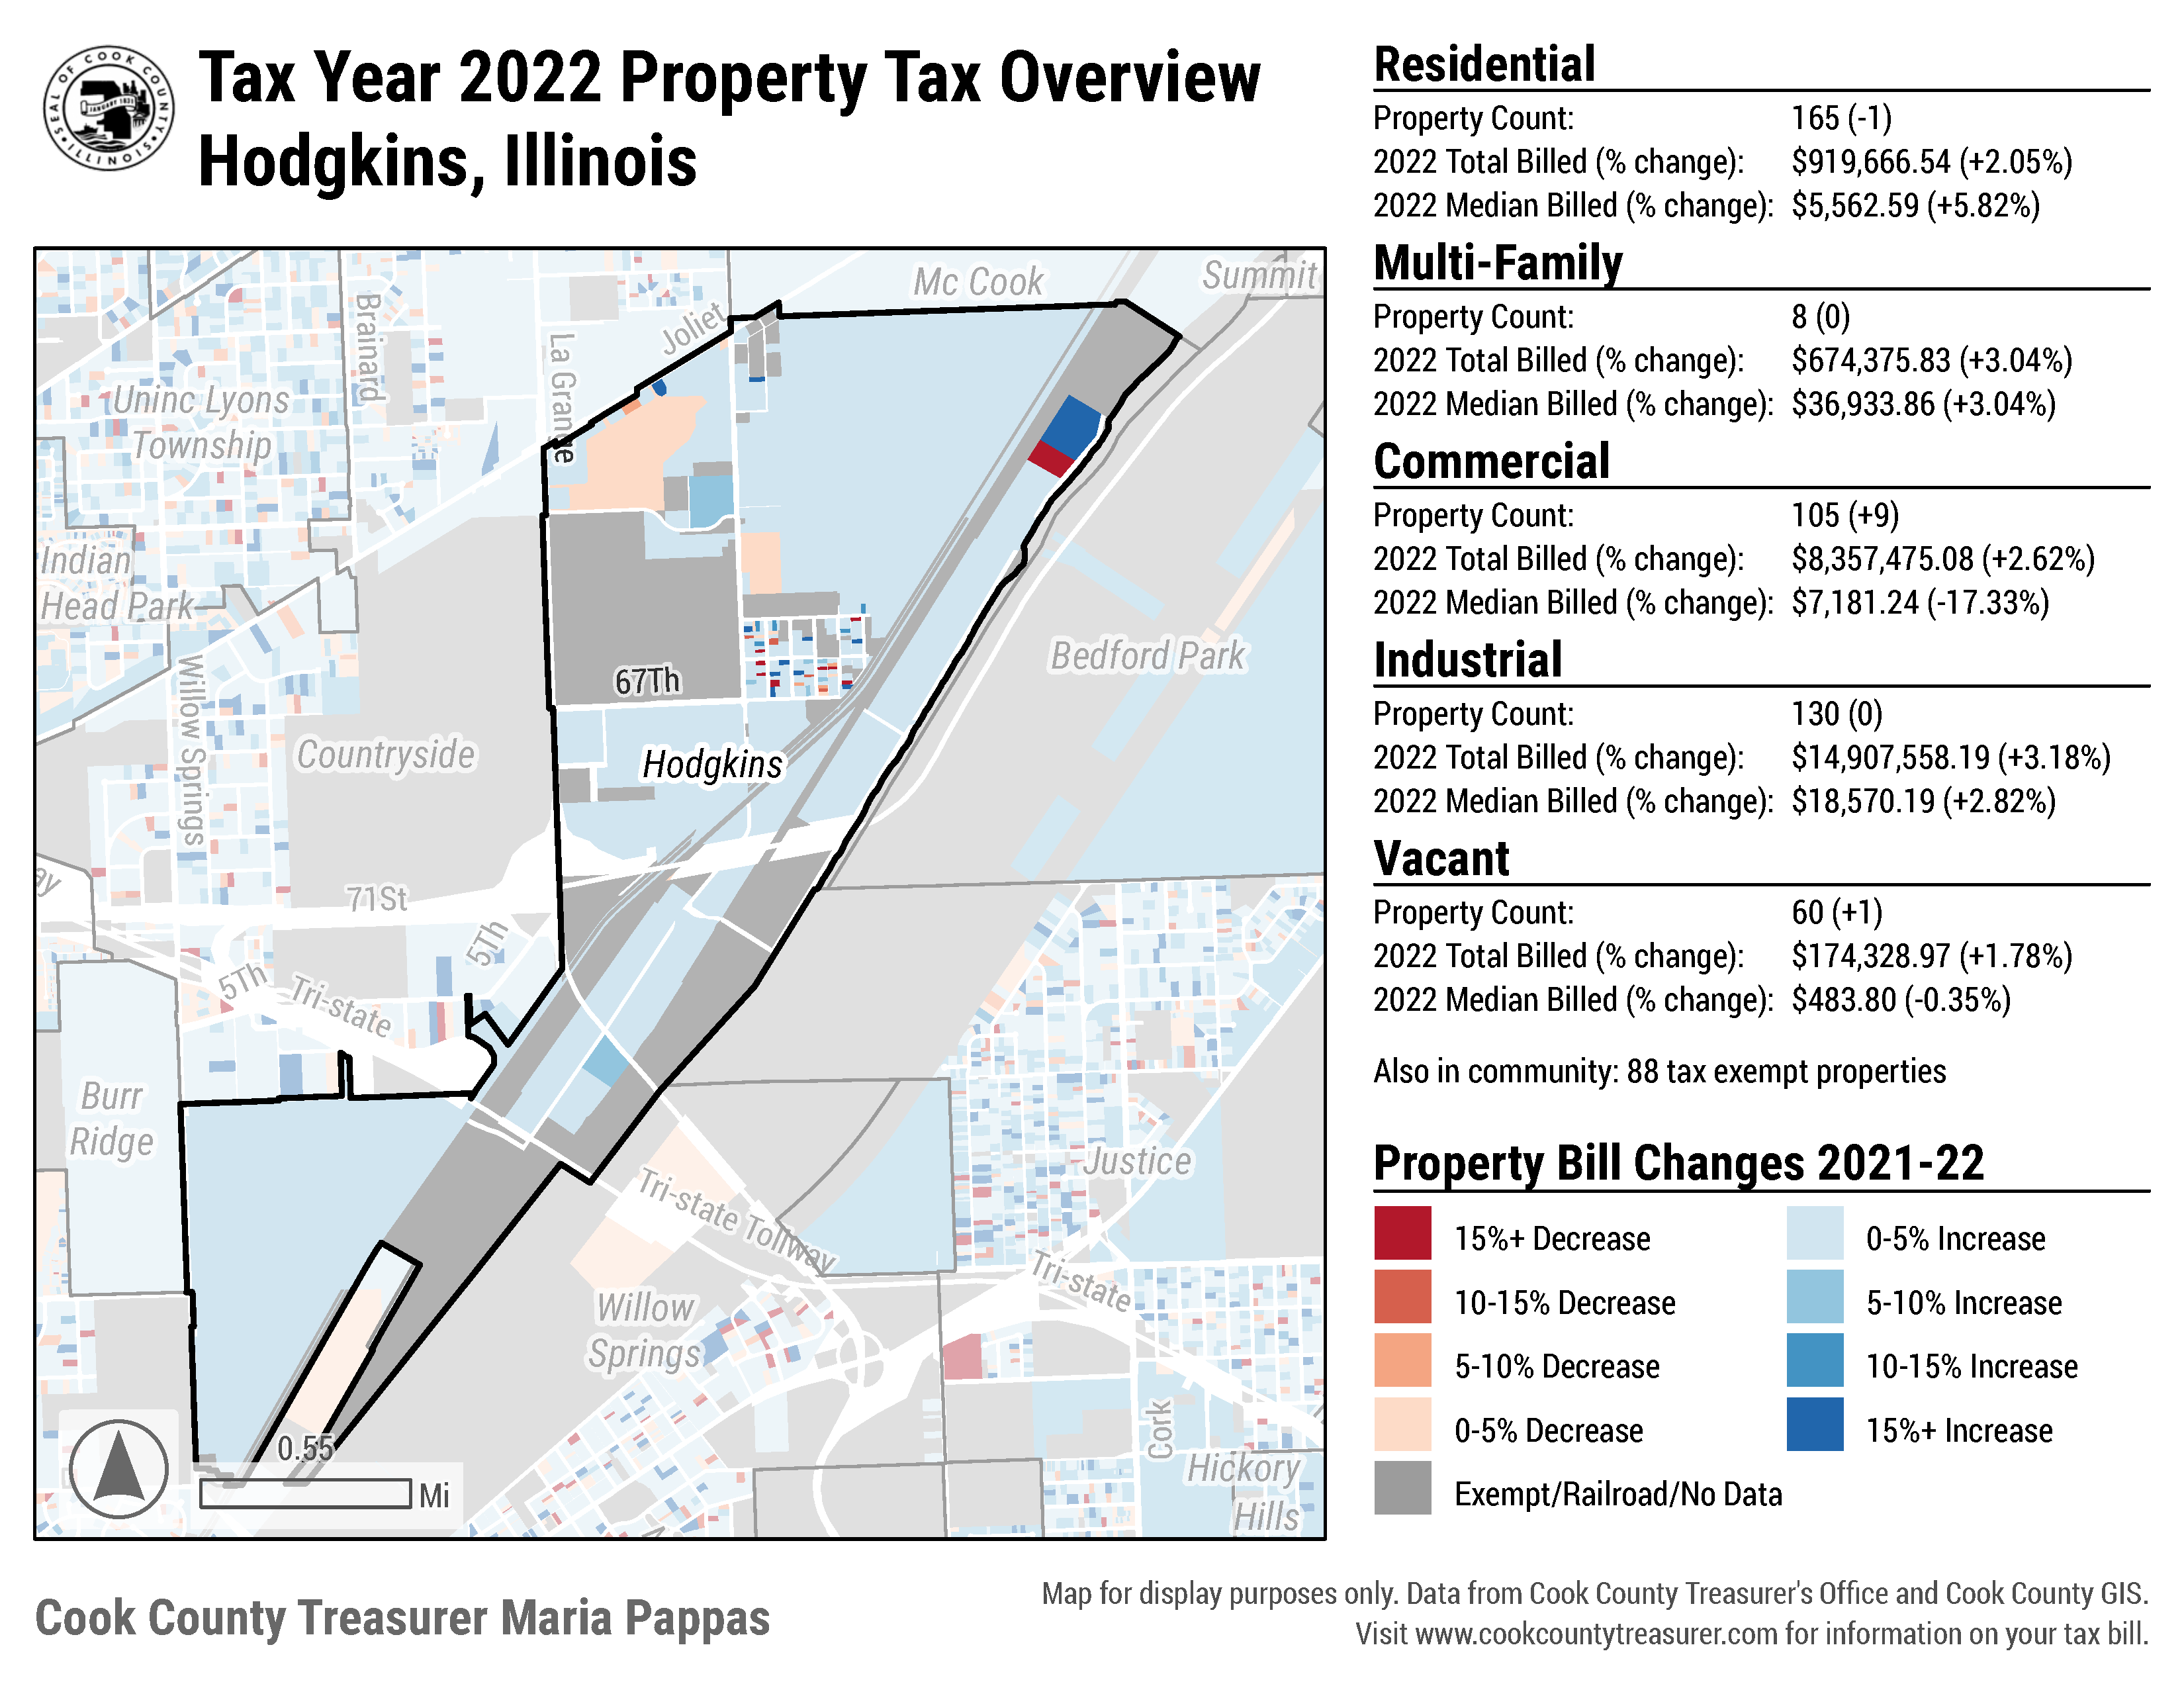 SEAL OF COOK COUNTY
JANUARY 1831
ILLINOIS
Tax Year 2022 Property Tax Overview
Hodgkins, Illinois
Mc Cook
Summit
Brainard
La Grange
Joliet
Uninc Lyons
Township
Indian
Head Park
Willow Springs
67Th
Bedford Park
Countryside
Hodgkins
ay
71St
5Th
5Th
Tri-state
Burr
Ridge
Justice
Tri-state Tollway
Tri-state
Willow
Springs
Cork
Hickory
Hills
0.55
Mi
Residential
Property Count: 165 (-1)
2022 Total Billed (% change): $919,666.54 (+2.05%)
2022 Median Billed (% change): $5,562.59 (+5.82%)
Multi-Family
Property Count: 8 (0)
2022 Total Billed (% change): $674,375.83 (+3.04%)
2022 Median Billed (% change): $36,933.86 (+3.04%)
Commercial
Property Count: 105 (+9)
2022 Total Billed (% change): $8,357,475.08 (+2.62%)
2022 Median Billed (% change): $7,181.24 (-17.33%)
Industrial
Property Count: 130 (0)
2022 Total Billed (% change): $14,907,558.19 (+3.18%)
2022 Median Billed (% change): $18,570.19 (+2.82%)
Vacant
Property Count: 60 (+1)
2022 Total Billed (% change): $174,328.97 (+1.78%)
2022 Median Billed (% change): $483.80 (-0.35%)
Also in community: 88 tax exempt properties
Property Bill Changes 2021-22
15%+ Decrease
0-5% Increase
10-15% Decrease
5-10% Increase
5-10% Decrease
10-15% Increase
0-5% Decrease
15%+ Increase
Exempt/Railroad/No Data
Cook County Treasurer Maria Pappas
Map for display purposes only. Data from Cook County Treasurer's Office and Cook County GIS.
Visit www.cookcountytreasurer.com for information on your tax bill.